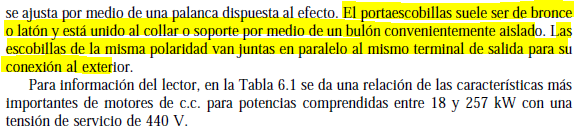 se ajusta por medio de una palanca dispuesta al efecto. El portaescobillas suele ser de bronce
o latón y está unido al collar o soporte por medio de un bulón convenientemente aislado. Las
escobillas de la misma polaridad van juntas en paralelo al mismo terminal de salida para su
conexión al exterior.
Para información del lector, en la Tabla 6.1 se da una relación de las características más
importantes de motores de c.c. para potencias comprendidas entre 18 y 257 kW con una
tensión de servicio de 440 V.